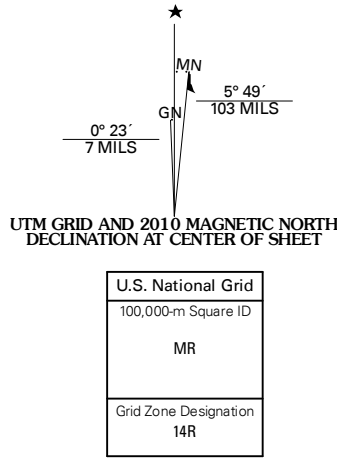 MN
5° 49´
103 MILS
GN
0° 23´
7 MILS
UTM GRID AND 2010 MAGNETIC NORTH
DECLINATION AT CENTER OF SHEET
U.S. National Grid
100,000-m Square ID
MR
Grid Zone Designation
14R